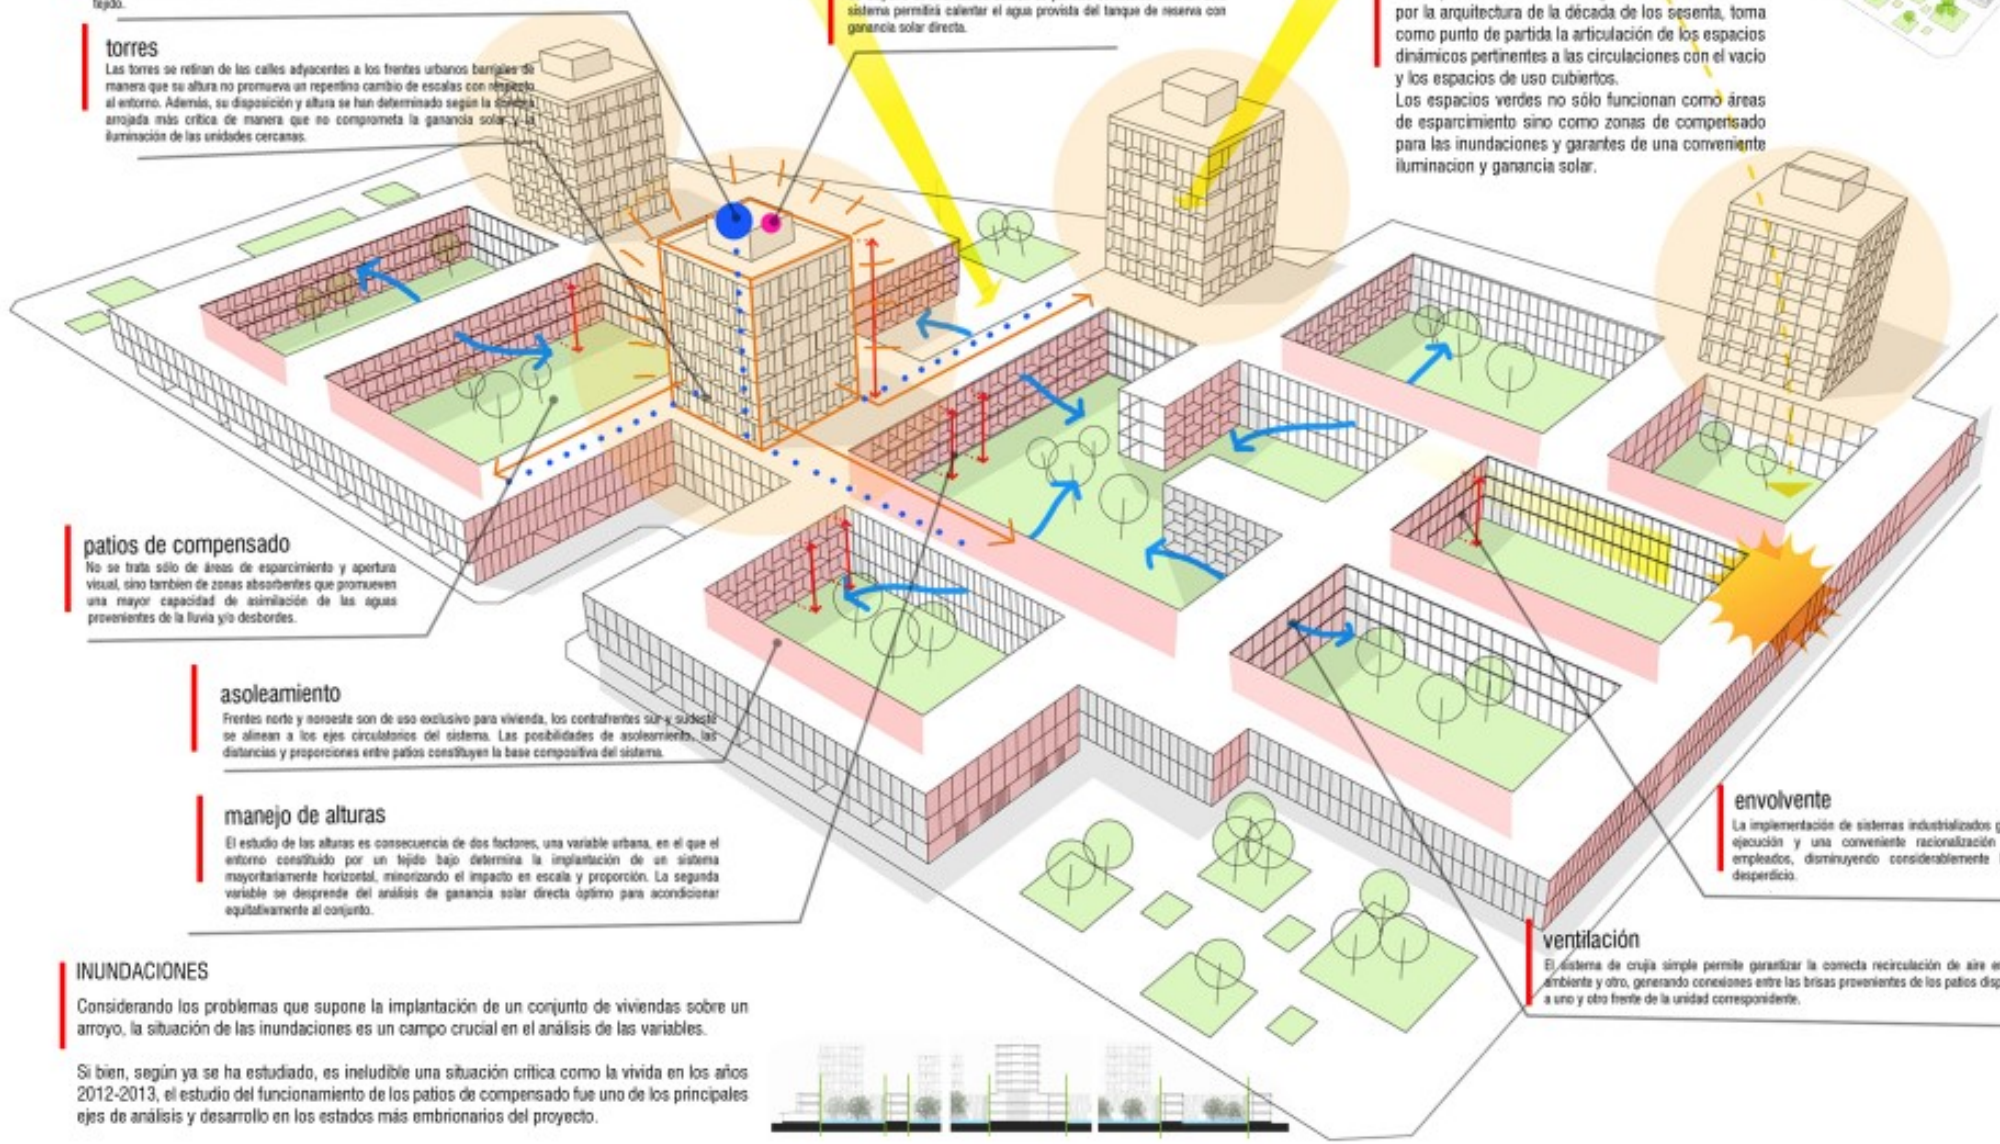 tejido.
torres
Las torres se retiran de las calles adyacentes a los frentes urbanos barriales de
manera que su altura no promueva un repentino cambio de escalas con respecto
al entorno. Además, su disposición y altura se han determinado según la sombra
arrojada más crítica de manera que no comprometa la ganancia solar y la
iluminación de las unidades cercanas.
sistema permitirá calentar el agua provista del tanque de reserva con
ganancia solar directa.
por la arquitectura de la década de los sesenta, toma
como punto de partida la articulación de los espacios
dinámicos pertinentes a las circulaciones con el vacío
y los espacios de uso cubiertos.
Los espacios verdes no sólo funcionan como áreas
de esparcimiento sino como zonas de compensado
para las inundaciones y garantes de una conveniente
iluminacion y ganancia solar.
patios de compensado
No se trata sólo de áreas de esparcimiento y apertura
visual, sino tambien de zonas absorbentes que promueven
una mayor capacidad de asimilación de las aguas
provenientes de la lluvia y/o desbordes.
asoleamiento
Frentes norte y noroeste son de uso exclusivo para vivienda, los contrafrentes sur y sudeste
se alinean a los ejes circulatorios del sistema. Las posibilidades de asoleamiento, las
distancias y proporciones entre patios constituyen la base compositiva del sistema.
manejo de alturas
El estudio de las alturas es consecuencia de dos factores, una variable urbana, en el que el
entorno constituido por un tejido bajo determina la implantación de un sistema
mayoritariamente horizontal, minorizando el impacto en escala y proporción. La segunda
variable se desprende del análisis de ganancia solar directa óptimo para acondicionar
equitativamente al conjunto.
envolvente
La implementación de sistemas industrializados
ejecución y una conveniente racionalización
empleados, disminuyendo considerablemente
desperdicio.
ventilación
El sistema de crujía simple permite garantizar la correcta recirculación de aire
ambiente y otro, generando conexiones entre las brisas provenientes de los patios
a uno y otro frente de la unidad correspondiente.
INUNDACIONES
Considerando los problemas que supone la implantación de un conjunto de viviendas sobre un
arroyo, la situación de las inundaciones es un campo crucial en el análisis de las variables.
Si bien, según ya se ha estudiado, es ineludible una situación crítica como la vivida en los años
2012-2013, el estudio del funcionamiento de los patios de compensado fue uno de los principales
ejes de análisis y desarrollo en los estados más embrionarios del proyecto.